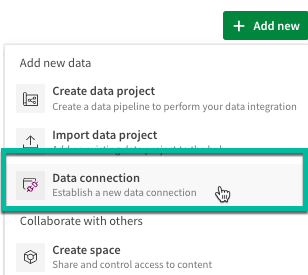 Add new
Add new data
Create data project
Create a data pipeline to perform your data integration
Import data project
Data connection
Establish a new data connection
Collaborate with others
Create space
Share and control access to content